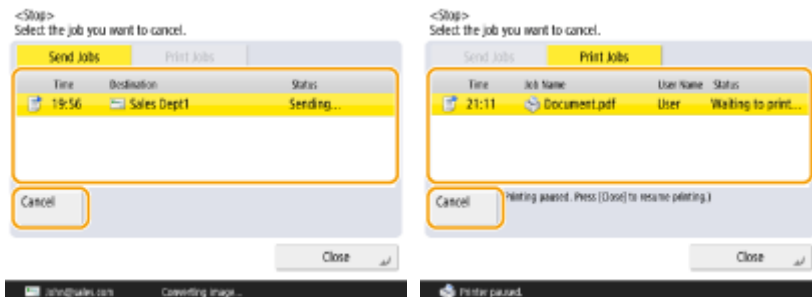 <Stop>
Select the job you want to cancel.
Send Jobs Print Jobs
Time Destination Status
19:56 Sales Dept1 Sending...
Cancel
Close
John@sales.com Converting image...
<Stop>
Select the job you want to cancel.
Send Jobs Print Jobs
Time Job Name User Name Status
21:11 Document.pdf User Waiting to print...
Cancel Printing paused. Press [Close] to resume printing.)
Close
Printer paused.